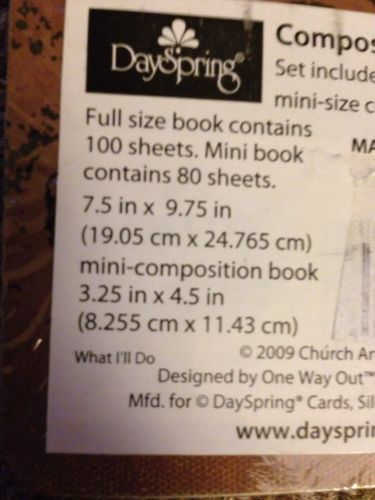 DaySpring®
Compos
Set include
mini-size c
MA
Full size book contains
100 sheets. Mini book
contains 80 sheets.
7.5 in x 9.75 in
(19.05 cm x 24.765 cm)
mini-composition book
3.25 in x 4.5 in
(8.255 cm x 11.43 cm)
What I'll Do
© 2009 Church Ar
Designed by One Way Out™
Mfd. for © DaySpring® Cards, Sil
www.dayspri